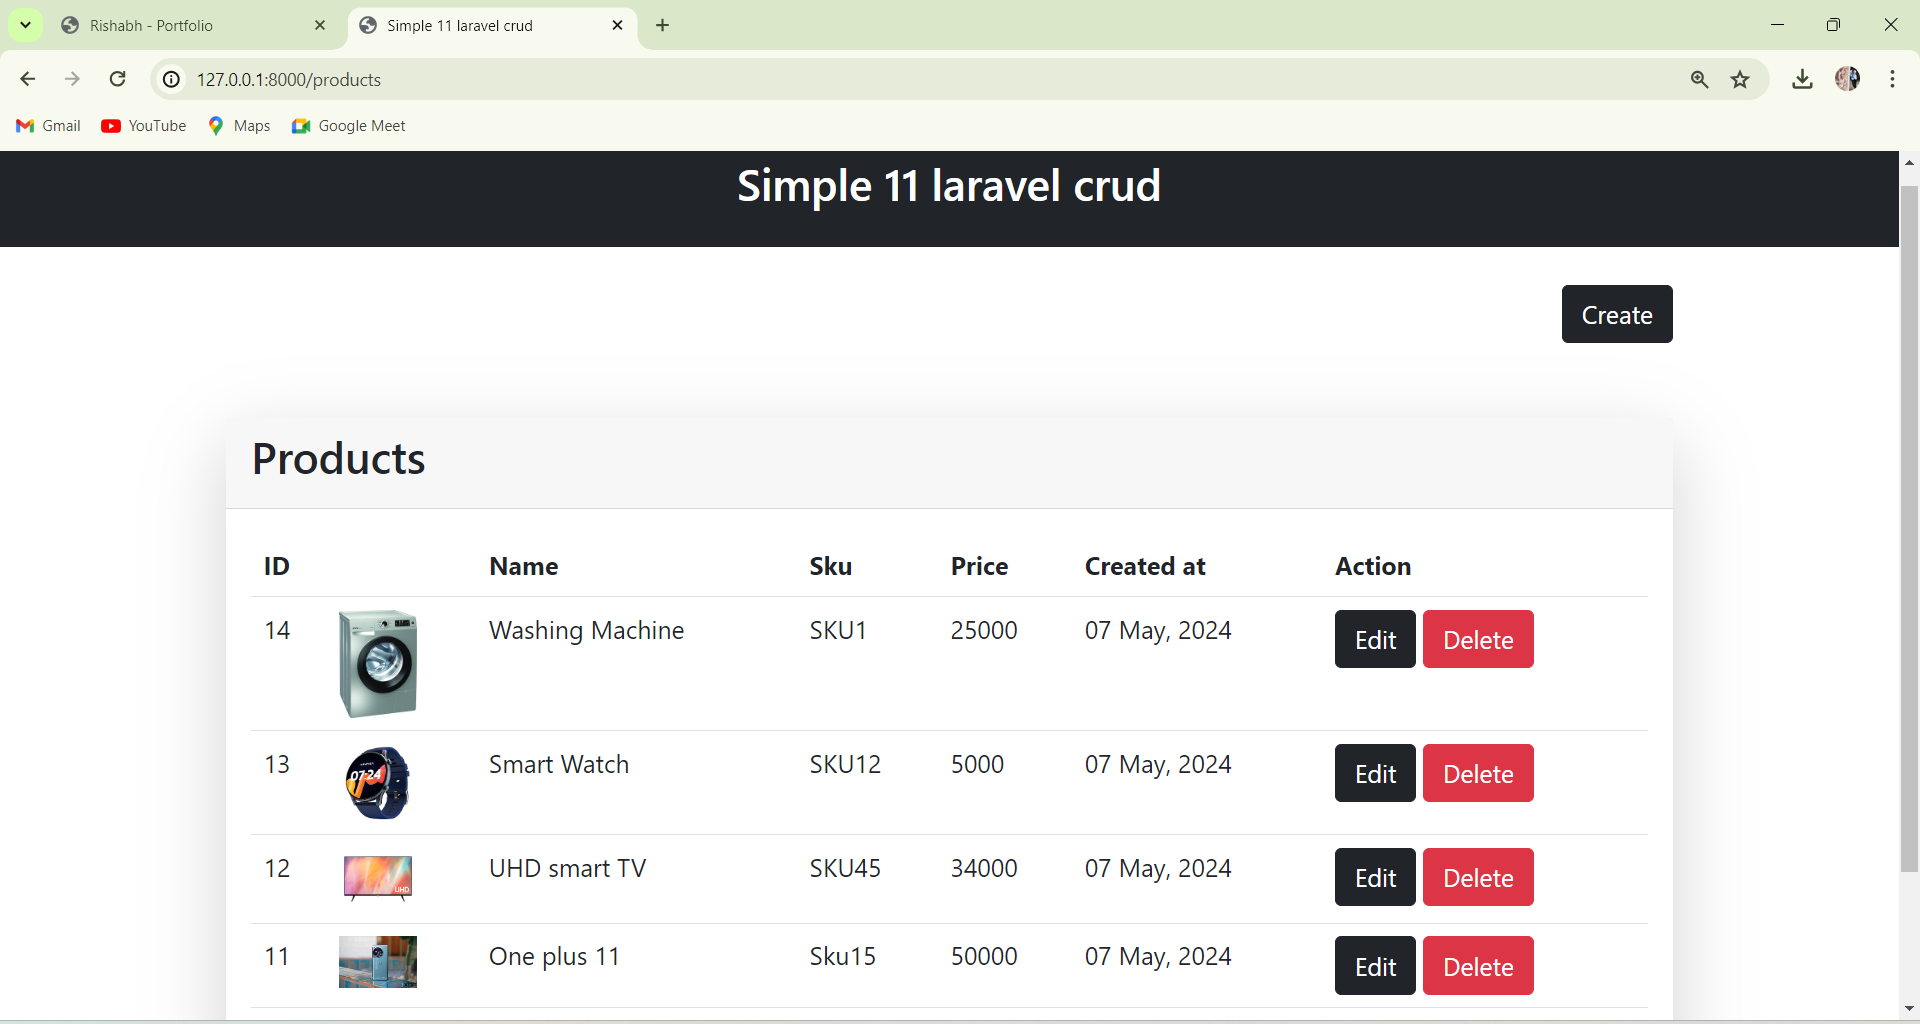 Rishabh - Portfolio
Simple 11 laravel crud
127.0.0.1:8000/products
Gmail YouTube Maps Google Meet
Simple 11 laravel crud
Create
Products
ID Name Sku Price Created at Action
14 Washing Machine SKU1 25000 07 May, 2024 Edit Delete
13 07:24 Smart Watch SKU12 5000 07 May, 2024 Edit Delete
12 UHD UHD smart TV SKU45 34000 07 May, 2024 Edit Delete
11 One plus 11 Sku15 50000 07 May, 2024 Edit Delete